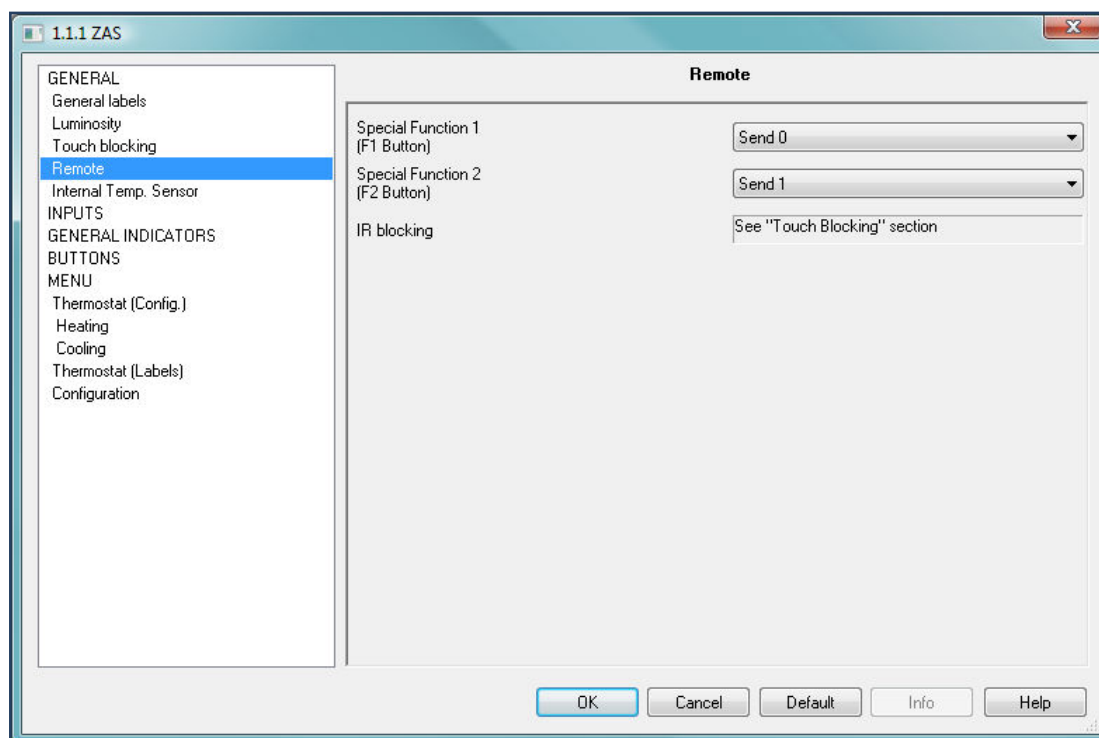 1.1.1 ZAS
GENERAL
General labels
Luminosity
Touch blocking
Remote
Internal Temp. Sensor
INPUTS
GENERAL INDICATORS
BUTTONS
MENU
Thermostat (Config.)
Heating
Cooling
Thermostat (Labels)
Configuration
Remote
Special Function 1
(F1 Button)
Send 0
Special Function 2
(F2 Button)
Send 1
IR blocking
See "Touch Blocking" section
OK
Cancel
Default
Info
Help